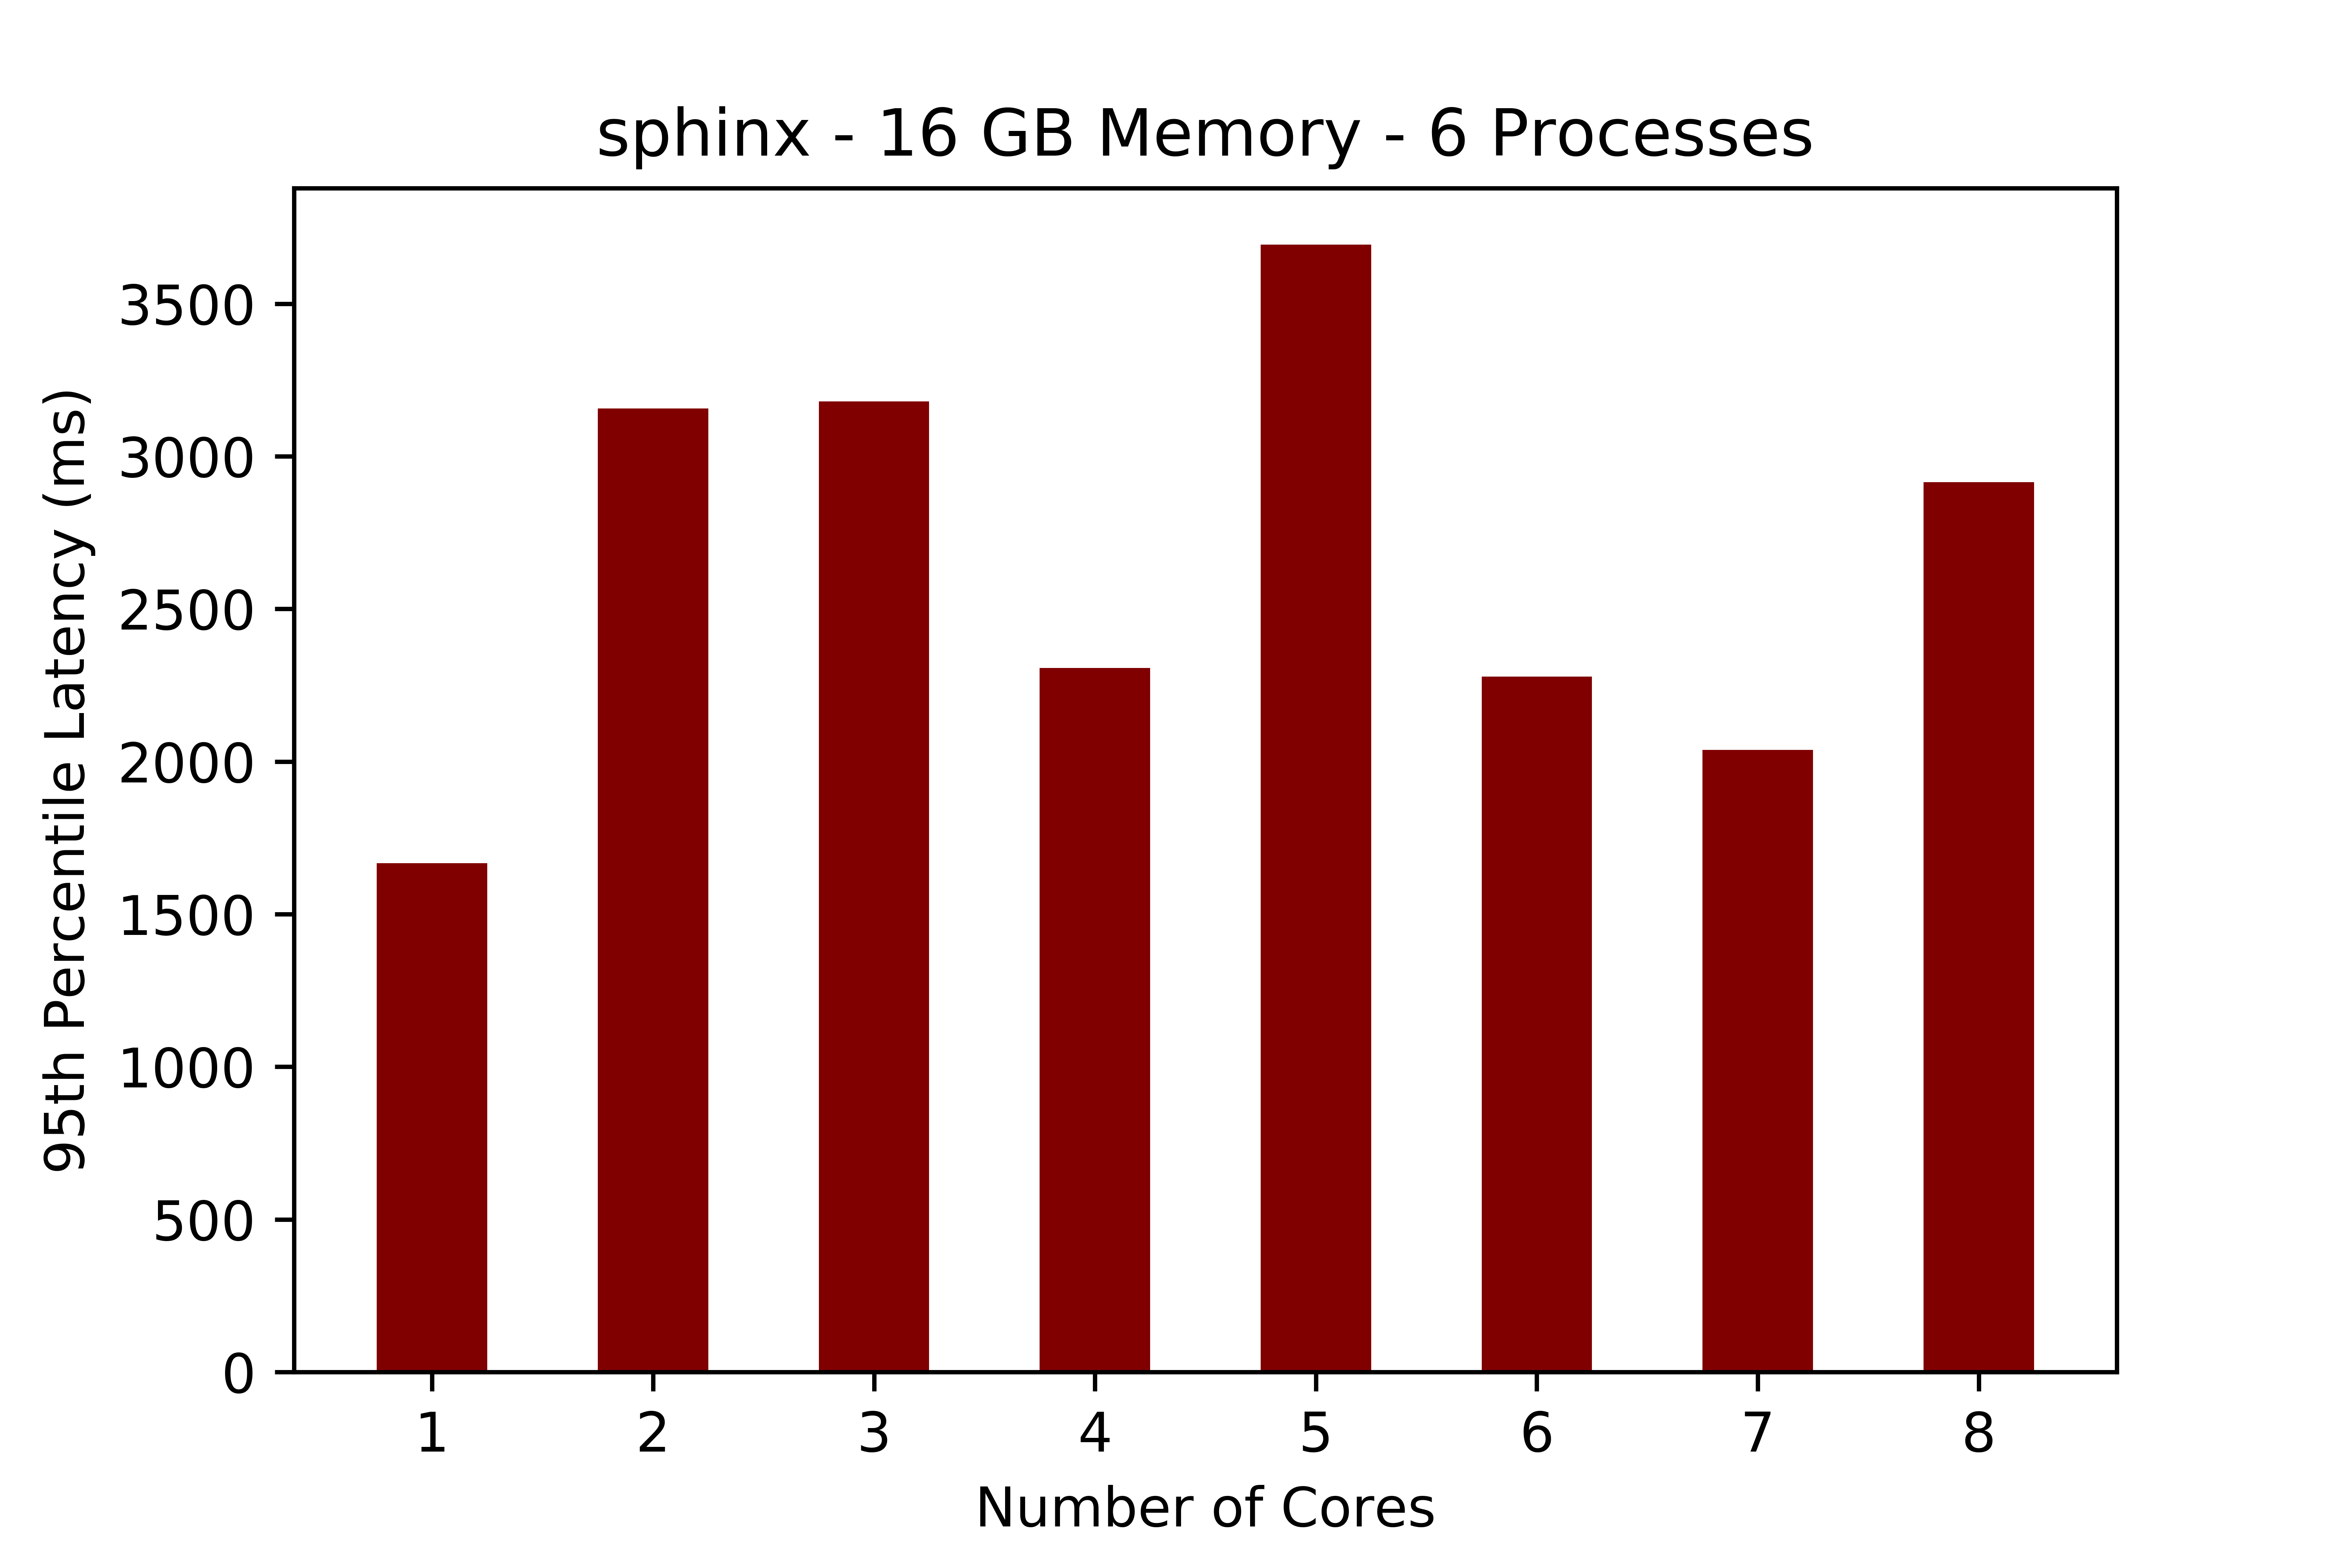 sphinx - 16 GB Memory - 6 Processes
95th Percentile Latency (ms)
3500
3000
2500
2000
1500
1000
500
0
1 2 3 4 5 6 7 8
Number of Cores